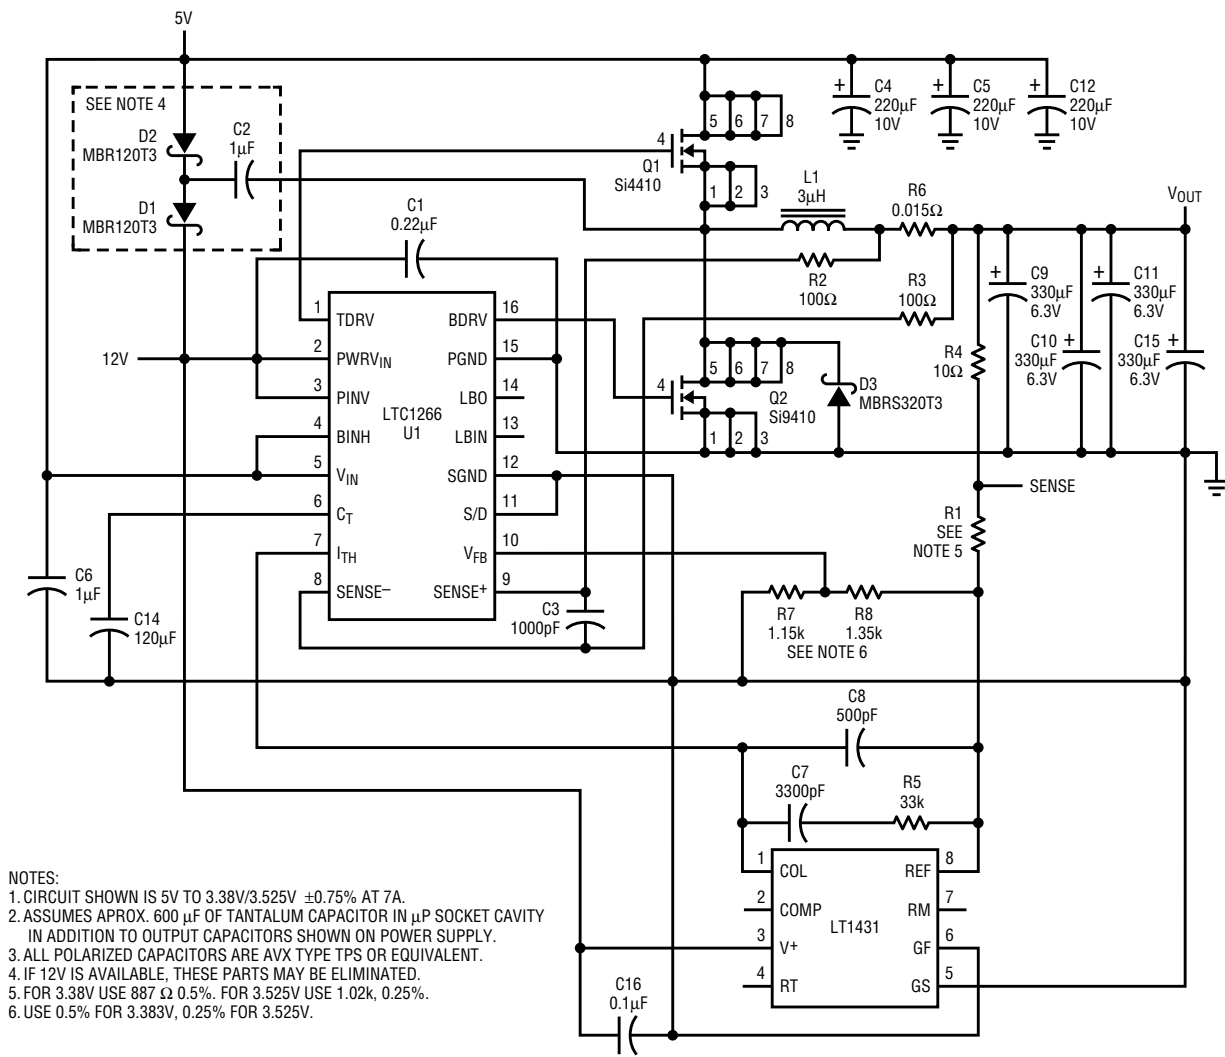 5V
SEE NOTE 4
D2
MBR120T3
C2
1µF
D1
MBR120T3
C1
0.22µF
4
Q1
Si4410
5 6 7 8
1 2 3
+ C4
220µF
10V
+ C5
220µF
10V
+ C12
220µF
10V
L1
3µH
R6
0.015Ω
VOUT
R2
100Ω
R3
100Ω
+ C9
330µF
6.3V
+ C11
330µF
6.3V
C10 +
330µF
6.3V
C15 +
330µF
6.3V
R4
10Ω
12V
1 TDRV
2 PWRVIN
3 PINV
4 BINH
5 VIN
6 CT
7 ITH
8 SENSE–
LTC1266
U1
BDRV 16
PGND 15
LBO 14
LBIN 13
SGND 12
S/D 11
VFB 10
SENSE+ 9
4
5 6 7 8
Q2
Si9410
1 2 3
D3
MBRS320T3
SENSE
R1
SEE
NOTE 5
C6
1µF
C14
120µF
C3
1000pF
R7
1.15k
R8
1.35k
SEE NOTE 6
C8
500pF
C7
3300pF
R5
33k
1 COL
2 COMP
3 V+
4 RT
LT1431
REF 8
RM 7
GF 6
GS 5
C16
0.1µF
NOTES:
1. CIRCUIT SHOWN IS 5V TO 3.38V/3.525V ±0.75% AT 7A.
2. ASSUMES APROX. 600 µF OF TANTALUM CAPACITOR IN µP SOCKET CAVITY
IN ADDITION TO OUTPUT CAPACITORS SHOWN ON POWER SUPPLY.
3. ALL POLARIZED CAPACITORS ARE AVX TYPE TPS OR EQUIVALENT.
4. IF 12V IS AVAILABLE, THESE PARTS MAY BE ELIMINATED.
5. FOR 3.38V USE 887 Ω 0.5%. FOR 3.525V USE 1.02k, 0.25%.
6. USE 0.5% FOR 3.383V, 0.25% FOR 3.525V.